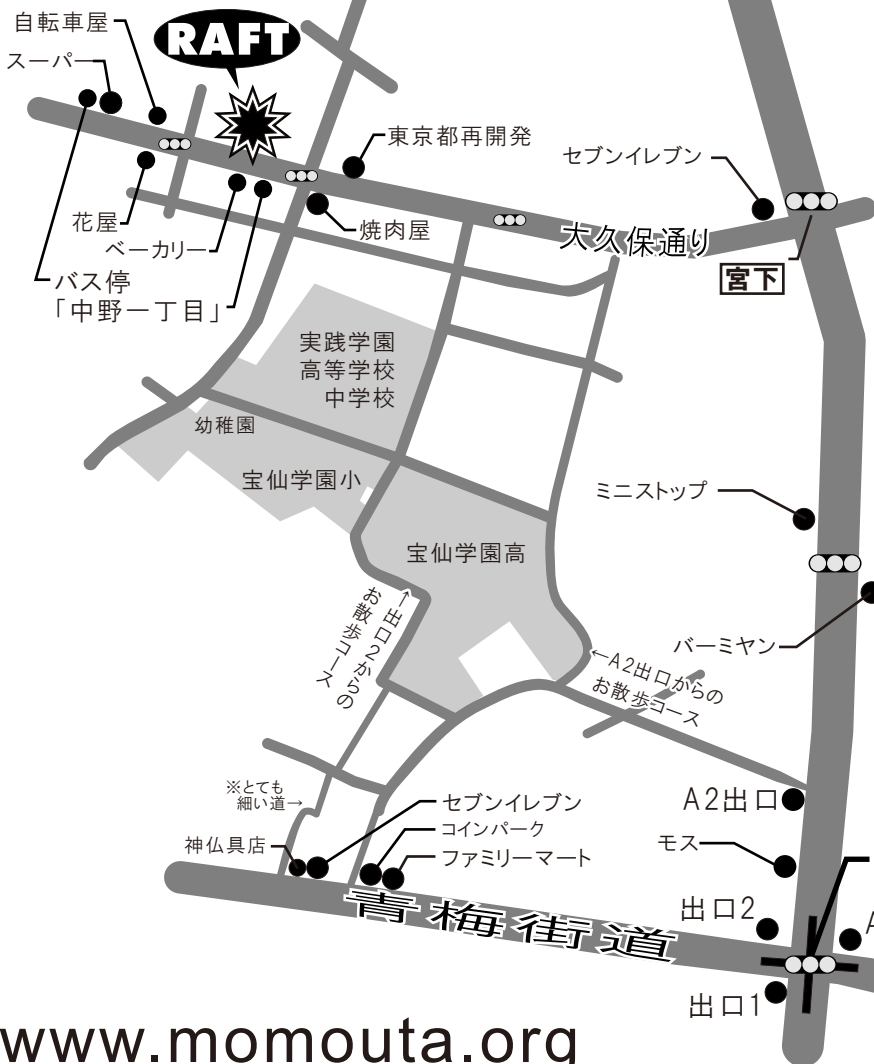 自転車屋
スーパー
RAFT
東京都再開発
セブンイレブン
花屋
ベーカリー
焼肉屋
大久保通り
宮下
バス停
「中野一丁目」
実践学園
高等学校
中学校
幼稚園
宝仙学園小
ミニストップ
宝仙学園高
←出口2からの
お散歩コース
バーミヤン
←A2出口からの
お散歩コース
※とても
細い道→
A2出口
セブンイレブン
コインパーク
神仏具店
ファミリーマート
モス
青梅街道
出口2
A
出口1
www.momouta.org